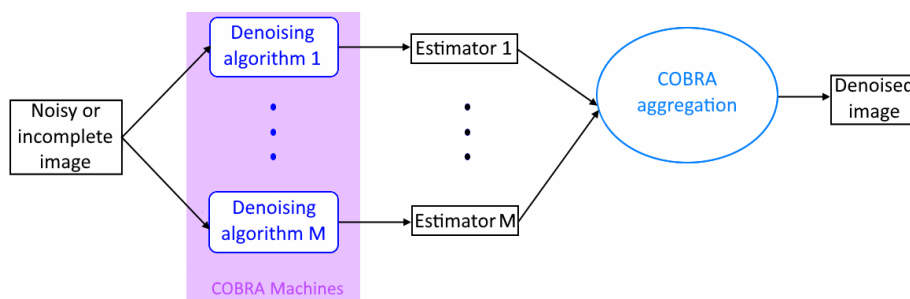 Noisy or
incomplete
image
Denoising
algorithm 1
Denoising
algorithm M
COBRA Machines
Estimator 1
Estimator M
COBRA
aggregation
Denoised
image